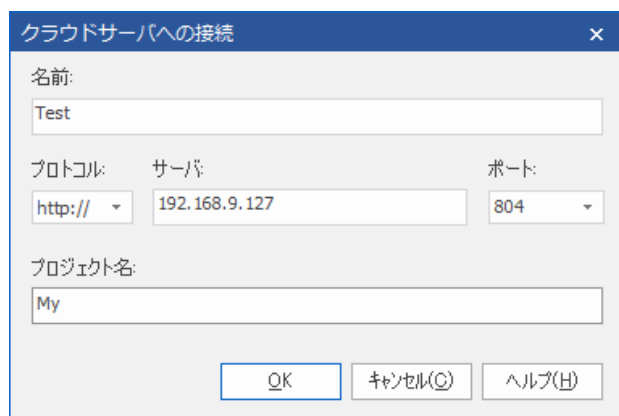 クラウドサーバへの接続
名前:
Test
プロトコル: サーバ: ポート:
http:// 192.168.9.127 804
プロジェクト名:
My
OK キャンセル(C) ヘルプ(H)